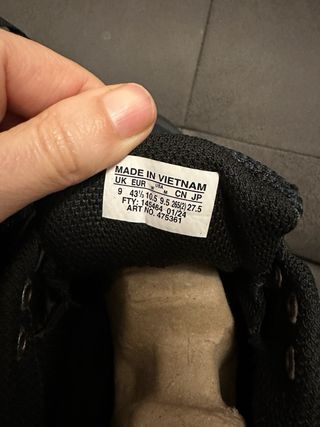 MADE IN VIETNAM
UK EUR W USA M CN JP
9 43½ 10.5 9.5 265(2) 27.5
FTY: 145464 01/24
ART NO. 475361